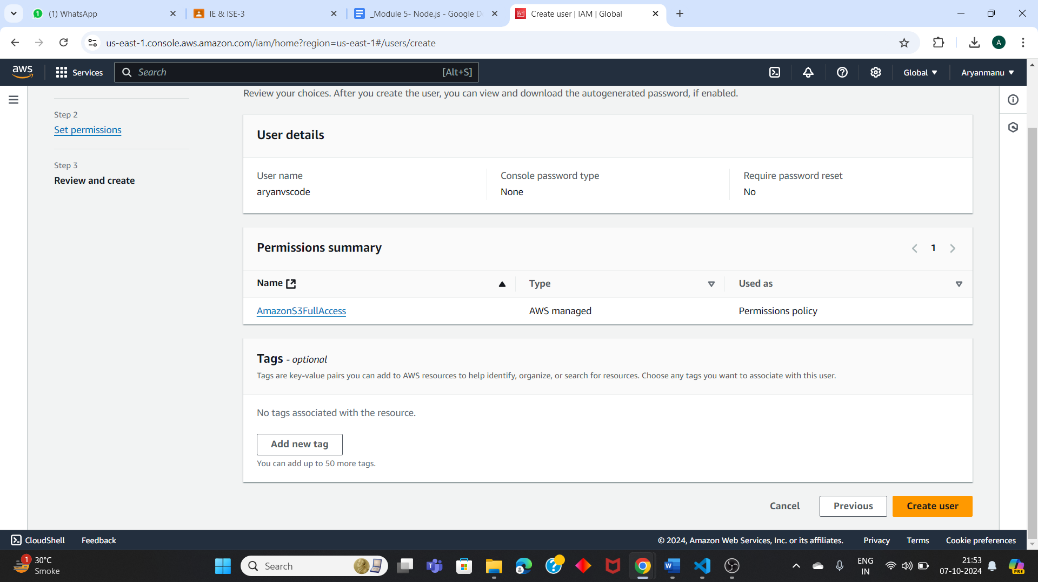 (1) WhatsApp
IE & ISE-3
_Module 5- Node.js - Google D
Create user | IAM | Global
us-east-1.console.aws.amazon.com/iam/home?region=us-east-1#/users/create
A
aws
Services
Search
[Alt+S]
Global
Aryanmanu
Review your choices. After you create the user, you can view and download the autogenerated password, if enabled.
Step 2
Set permissions
Step 3
Review and create
User details
User name
Console password type
Require password reset
aryanvscode
None
No
Permissions summary
1
Name
Type
Used as
AmazonS3FullAccess
AWS managed
Permissions policy
Tags - optional
Tags are key-value pairs you can add to AWS resources to help identify, organize, or search for resources. Choose any tags you want to associate with this user.
No tags associated with the resource.
Add new tag
You can add up to 50 more tags.
Cancel
Previous
Create user
CloudShell
Feedback
© 2024, Amazon Web Services, Inc. or its affiliates.
Privacy
Terms
Cookie preferences
1
30°C
Smoke
Search
ENG
IN
21:53
07-10-2024